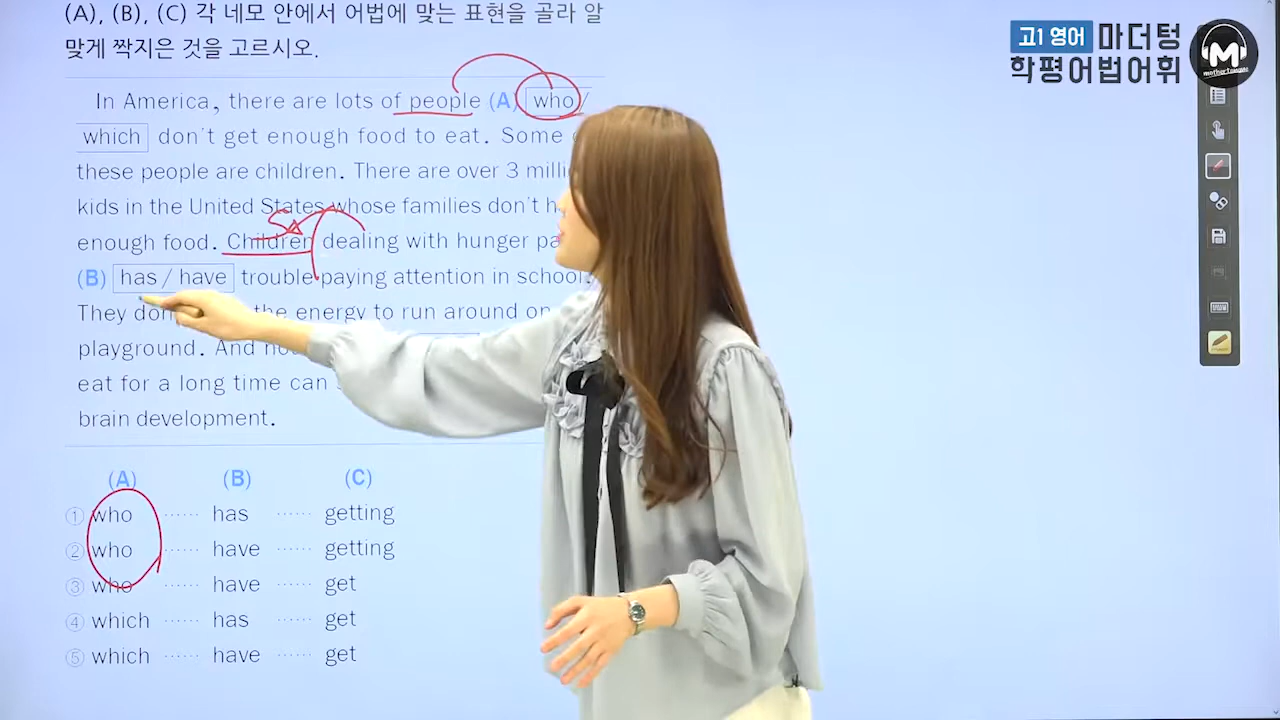 (A), (B), (C) 각 네모 안에서 어법에 맞는 표현을 골라 알
맞게 짝지은 것을 고르시오.
고1 영어 마더텅
학평어법어휘
M
mothertongue
In America, there are lots of people (A) who /
which don't get enough food to eat. Some
these people are children. There are over 3
kids in the United States whose families don't
enough food. Children dealing with hunger
(B) has / have trouble paying attention in school.
They the energy to run around on
playground. And
eat for a long time can
brain development.
(A) (B) (C)
① who ······ has ······ getting
② who ······ have ······ getting
③ who ······ have ······ get
④ which ······ has ······ get
⑤ which ······ have ······ get